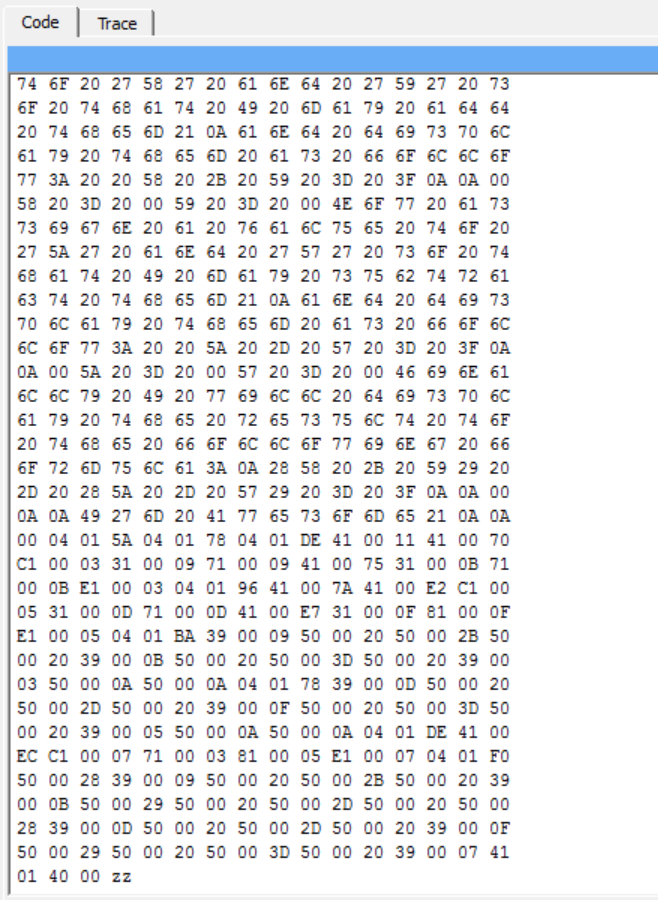 Code Trace
74 6F 20 27 58 27 20 61 6E 64 20 27 59 27 20 73
6F 20 74 68 61 74 20 49 20 6D 61 79 20 61 64 64
20 74 68 65 6D 21 0A 61 6E 64 20 64 69 73 70 6C
61 79 20 74 68 65 6D 20 61 73 20 66 6F 6C 6C 6F
77 3A 20 20 58 20 2B 20 59 20 3D 20 3F 0A 0A 00
58 20 3D 20 00 59 20 3D 20 00 4E 6F 77 20 61 73
73 69 67 6E 20 61 20 76 61 6C 75 65 20 74 6F 20
27 5A 27 20 61 6E 64 20 27 57 27 20 73 6F 20 74
68 61 74 20 49 20 6D 61 79 20 73 75 62 74 72 61
63 74 20 74 68 65 6D 21 0A 61 6E 64 20 64 69 73
70 6C 61 79 20 74 68 65 6D 20 61 73 20 66 6F 6C
6C 6F 77 3A 20 20 5A 20 2D 20 57 20 3D 20 3F 0A
0A 00 5A 20 3D 20 00 57 20 3D 20 00 46 69 6E 61
6C 6C 79 20 49 20 77 69 6C 6C 20 64 69 73 70 6C
61 79 20 74 68 65 20 72 65 73 75 6C 74 20 74 6F
20 74 68 65 20 66 6F 6C 6C 6F 77 69 6E 67 20 66
6F 72 6D 75 6C 61 3A 0A 28 58 20 2B 20 59 29 20
2D 20 28 5A 20 2D 20 57 29 20 3D 20 3F 0A 0A 00
0A 0A 49 27 6D 20 41 77 65 73 6F 6D 65 21 0A 0A
00 04 01 5A 04 01 78 04 01 DE 41 00 11 41 00 70
C1 00 03 31 00 09 71 00 09 41 00 75 31 00 0B 71
00 0B E1 00 03 04 01 96 41 00 7A 41 00 E2 C1 00
05 31 00 0D 71 00 0D 41 00 E7 31 00 0F 81 00 0F
E1 00 05 04 01 BA 39 00 09 50 00 20 50 00 2B 50
00 20 39 00 0B 50 00 20 50 00 3D 50 00 20 39 00
03 50 00 0A 50 00 0A 04 01 78 39 00 0D 50 00 20
50 00 2D 50 00 20 39 00 0F 50 00 20 50 00 3D 50
00 20 39 00 05 50 00 0A 50 00 0A 04 01 DE 41 00
EC C1 00 07 71 00 03 81 00 05 E1 00 07 04 01 F0
50 00 28 39 00 09 50 00 20 50 00 2B 50 00 20 39
00 0B 50 00 29 50 00 20 50 00 2D 50 00 20 50 00
28 39 00 0D 50 00 20 50 00 2D 50 00 20 39 00 0F
50 00 29 50 00 20 50 00 3D 50 00 20 39 00 07 41
01 40 00 zz